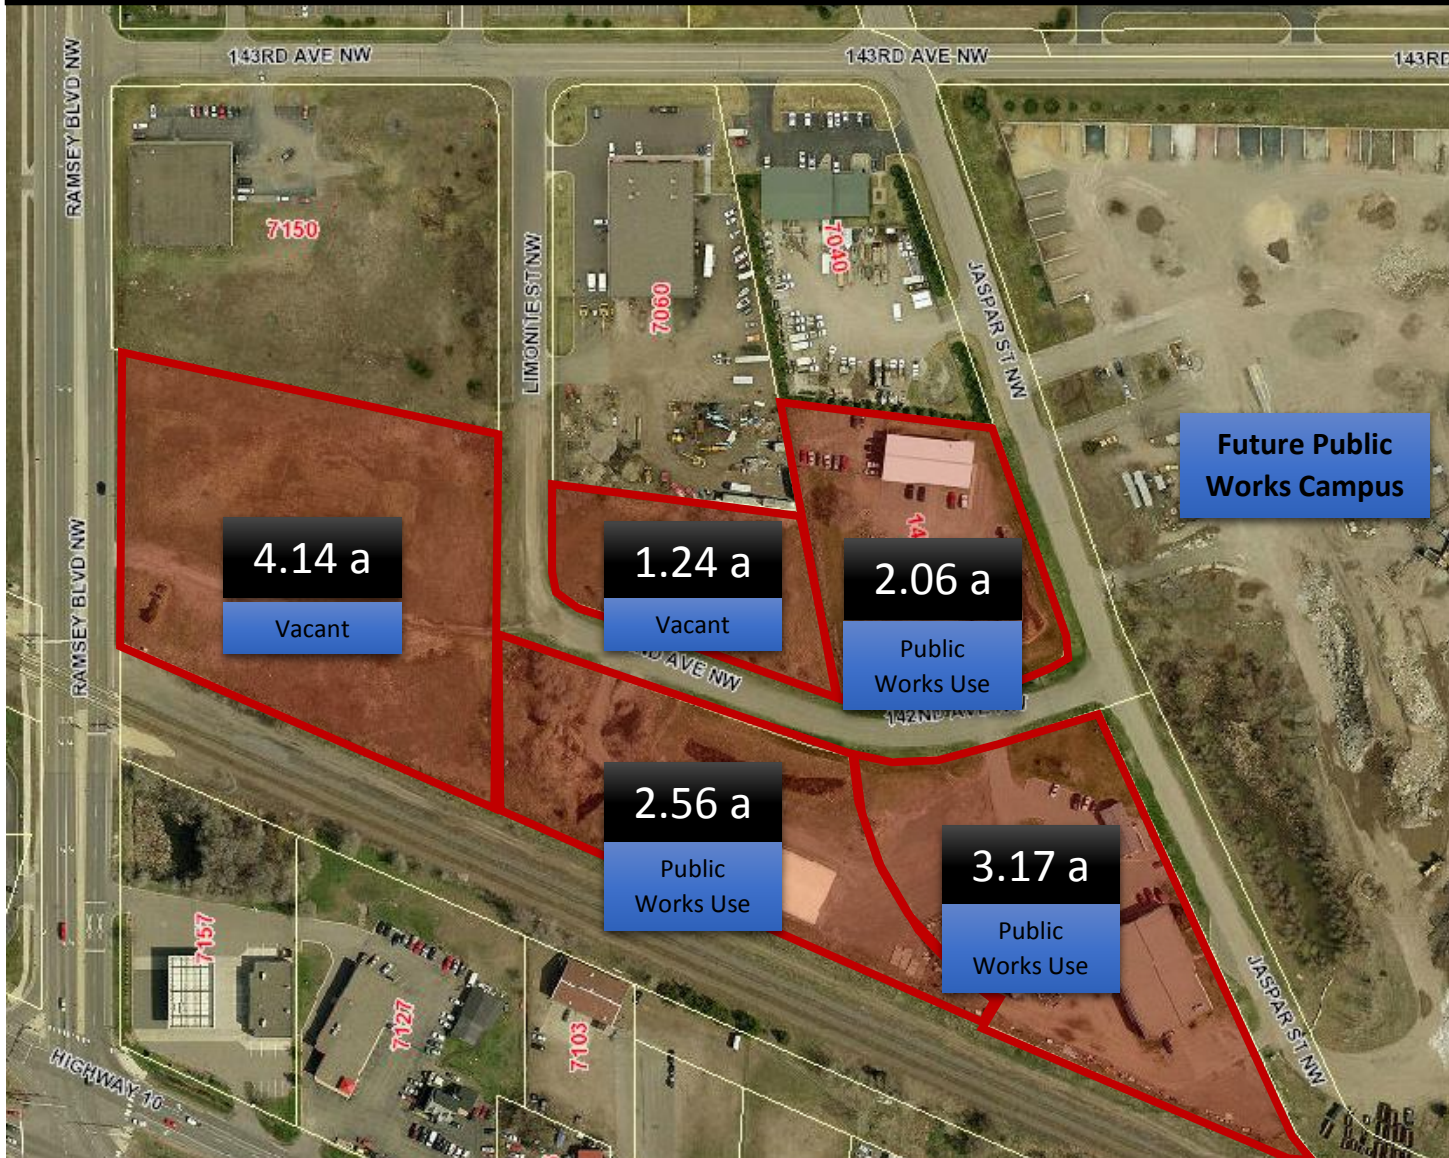 143RD AVE NW
143RD AVE NW
143RD
RAMSEY BLVD NW
7150
LIMONITE ST NW
7060
7040
JASPAR ST NW
Future Public
Works Campus
4.14 a
Vacant
1.24 a
Vacant
14
2.06 a
Public
Works Use
RAMSEY BLVD NW
ND AVE NW
142ND AVE NW
2.56 a
Public
Works Use
3.17 a
Public
Works Use
7157
7127
7103
JASPAR ST NW
HIGHWAY 10